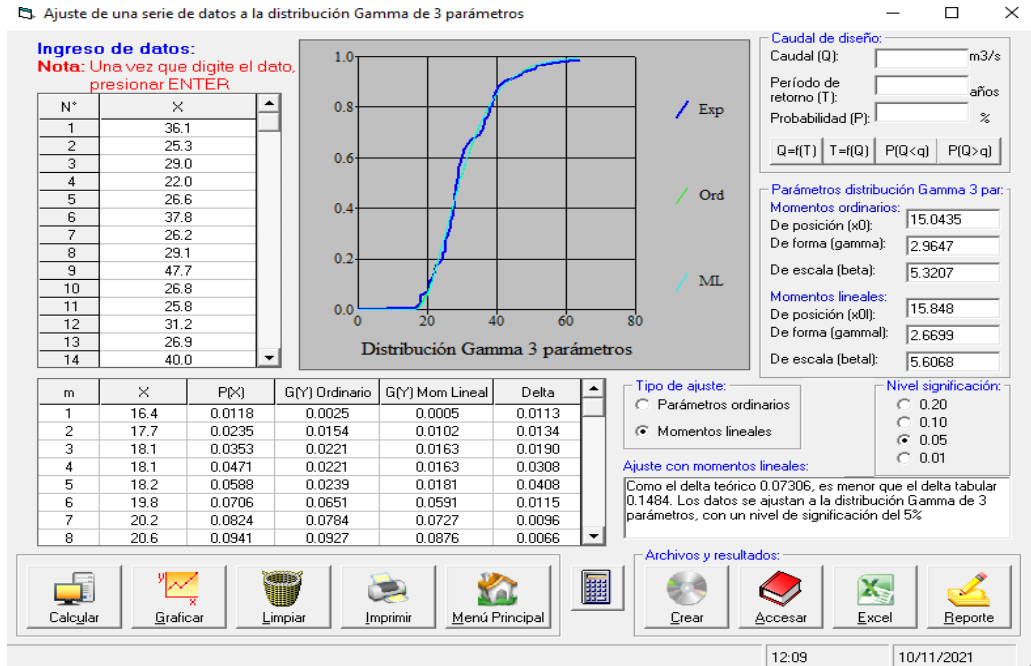 Ajuste de una serie de datos a la distribución Gamma de 3 parámetros
Ingreso de datos:
Nota: Una vez que digite el dato,
presionar ENTER
N° X
1 36.1
2 25.3
3 29.0
4 22.0
5 26.6
6 37.8
7 26.2
8 29.1
9 47.7
10 26.8
11 25.8
12 31.2
13 26.9
14 40.0
1.0
0.8
0.6
0.4
0.2
0.0
0 20 40 60 80
Distribución Gamma 3 parámetros
Exp
Ord
ML
Caudal de diseño:
Caudal (Q): m3/s
Período de
retorno (T): años
Probabilidad (P): %
Q=f(T) T=f(Q) P(Q<q) P(Q>q)
Parámetros distribución Gamma 3 par:
Momentos ordinarios:
De posición (x0): 15.0435
De forma (gamma): 2.9647
De escala (beta): 5.3207
Momentos lineales:
De posición (x0l): 15.848
De forma (gammal): 2.6699
De escala (betal): 5.6068
m X P(X) G(Y) Ordinario G(Y) Mom Lineal Delta
1 16.4 0.0118 0.0025 0.0005 0.0113
2 17.7 0.0235 0.0154 0.0102 0.0134
3 18.1 0.0353 0.0221 0.0163 0.0190
4 18.1 0.0471 0.0221 0.0163 0.0308
5 18.2 0.0588 0.0239 0.0181 0.0408
6 19.8 0.0706 0.0651 0.0591 0.0115
7 20.2 0.0824 0.0784 0.0727 0.0096
8 20.6 0.0941 0.0927 0.0876 0.0066
Tipo de ajuste:
Parámetros ordinarios
Momentos lineales
Nivel significación:
0.20
0.10
0.05
0.01
Ajuste con momentos lineales:
Como el delta teórico 0.07306, es menor que el delta tabular
0.1484. Los datos se ajustan a la distribución Gamma de 3
parámetros, con un nivel de significación del 5%
Calcular
Graficar
Limpiar
Imprimir
Menú Principal
Archivos y resultados:
Crear
Accesar
Excel
Reporte
12:09 10/11/2021